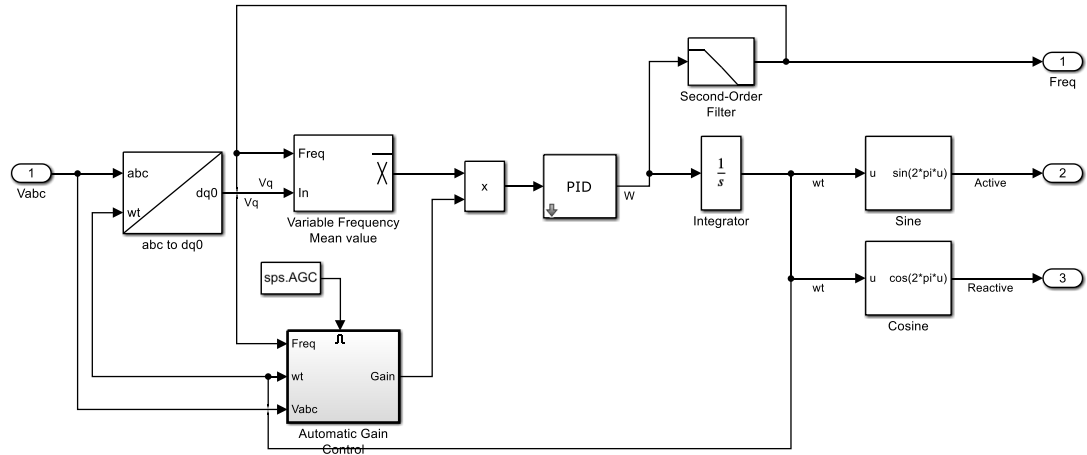 1
Vabc
abc
wt
dq0
abc to dq0
Vq
Vq
Freq
In
Variable Frequency
Mean value
sps.AGC
Freq
wt
Vabc
Gain
Automatic Gain
Control
x
PID
W
Second-Order
Filter
1
s
Integrator
wt
wt
u sin(2*pi*u)
Sine
u cos(2*pi*u)
Cosine
Active
Reactive
1
Freq
2
3